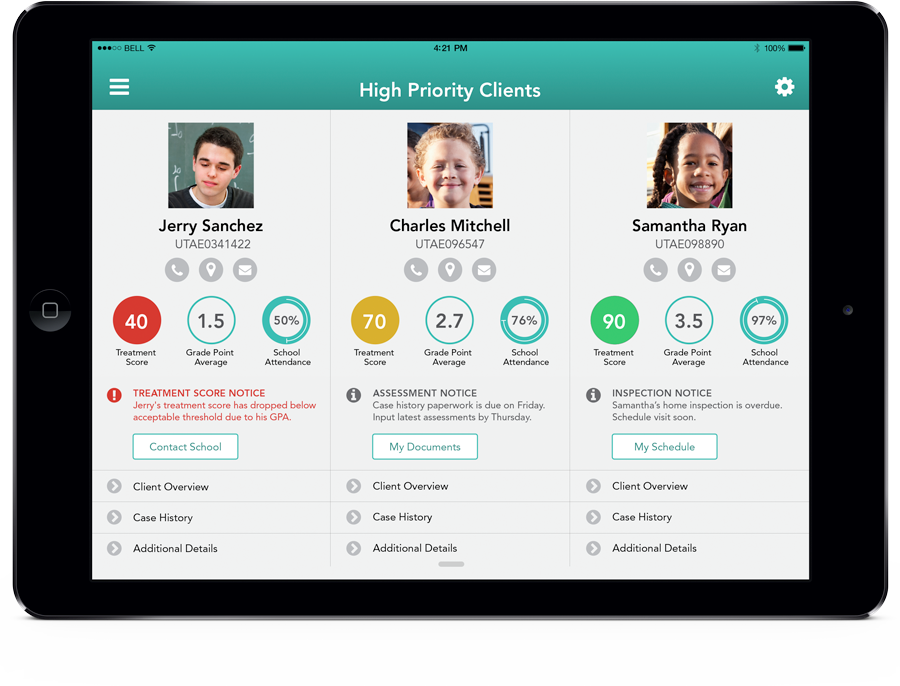 BELL
4:21 PM
100%
High Priority Clients
Jerry Sanchez
UTAE0341422
40
Treatment
Score
1.5
Grade Point
Average
50%
School
Attendance
TREATMENT SCORE NOTICE
Jerry's treatment score has dropped below
acceptable threshold due to his GPA.
Contact School
Client Overview
Case History
Additional Details
Charles Mitchell
UTAE096547
70
Treatment
Score
2.7
Grade Point
Average
76%
School
Attendance
ASSESSMENT NOTICE
Case history paperwork is due on Friday.
Input latest assessments by Thursday.
My Documents
Client Overview
Case History
Additional Details
Samantha Ryan
UTAE098890
90
Treatment
Score
3.5
Grade Point
Average
97%
School
Attendance
INSPECTION NOTICE
Samantha's home inspection is overdue.
Schedule visit soon.
My Schedule
Client Overview
Case History
Additional Details